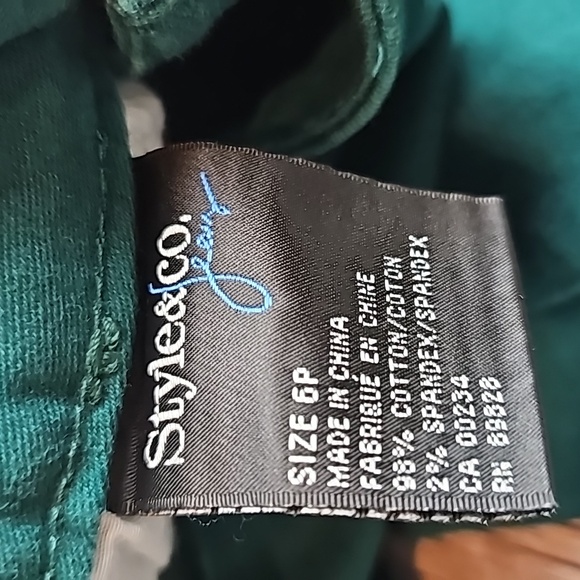 Style&co.
Jeans
SIZE 6P
MADE IN CHINA
FABRIQUÉ EN CHINE
98% COTTON/COTON
2% SPANDEX/SPANDEX
CA 00234
RN 89826